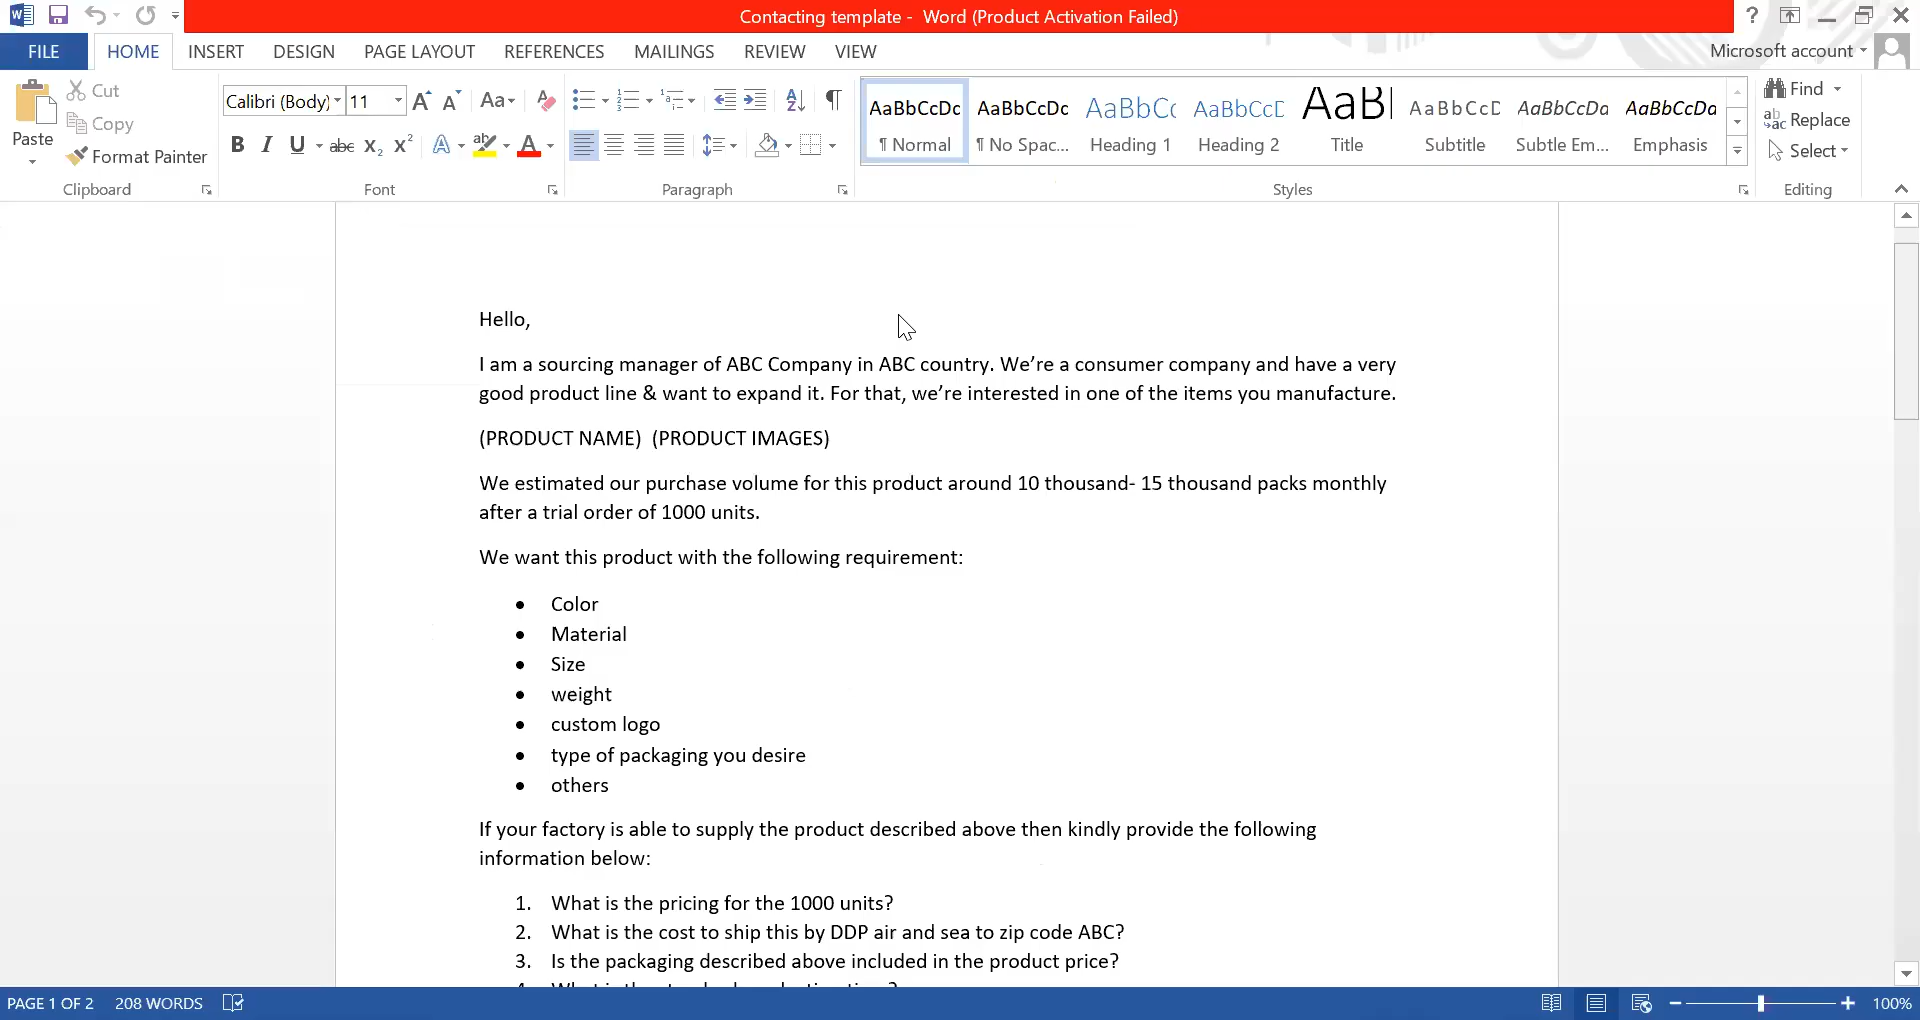 Contacting template - Word (Product Activation Failed)
FILE HOME INSERT DESIGN PAGE LAYOUT REFERENCES MAILINGS REVIEW VIEW Microsoft account
Paste
Cut
Copy
Format Painter
Clipboard
Calibri (Body) 11
Font
Paragraph
AaBbCcDc AaBbCcDc AaBbCc AaBbCcD AaBl AaBbCcD AaBbCcDa AaBbCcDa
¶ Normal ¶ No Spac... Heading 1 Heading 2 Title Subtitle Subtle Em... Emphasis
Styles
Find
Replace
Select
Editing
Hello,
I am a sourcing manager of ABC Company in ABC country. We’re a consumer company and have a very
good product line & want to expand it. For that, we’re interested in one of the items you manufacture.
(PRODUCT NAME) (PRODUCT IMAGES)
We estimated our purchase volume for this product around 10 thousand- 15 thousand packs monthly
after a trial order of 1000 units.
We want this product with the following requirement:
• Color
• Material
• Size
• weight
• custom logo
• type of packaging you desire
• others
If your factory is able to supply the product described above then kindly provide the following
information below:
1. What is the pricing for the 1000 units?
2. What is the cost to ship this by DDP air and sea to zip code ABC?
3. Is the packaging described above included in the product price?
PAGE 1 OF 2 208 WORDS 100%